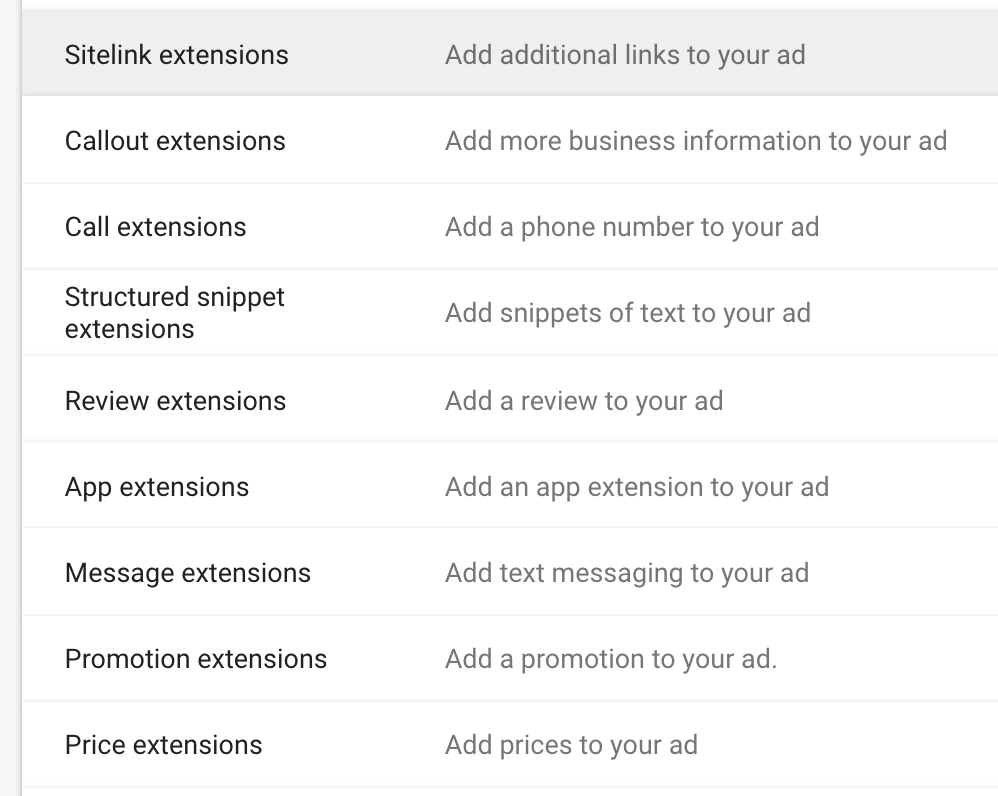 Sitelink extensions Add additional links to your ad
Callout extensions Add more business information to your ad
Call extensions Add a phone number to your ad
Structured snippet
extensions Add snippets of text to your ad
Review extensions Add a review to your ad
App extensions Add an app extension to your ad
Message extensions Add text messaging to your ad
Promotion extensions Add a promotion to your ad.
Price extensions Add prices to your ad